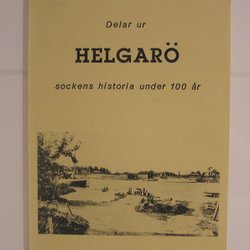 Delar ur
HELGARÖ
sockens historia under 100 år